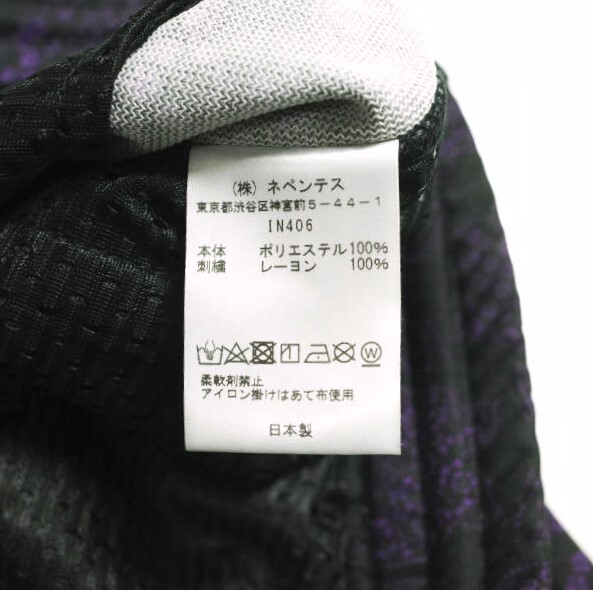 （株）ネペンテス
東京都渋谷区神宮前5－44－1
IN406
本体　ポリエステル100%
刺繍　レーヨン　100%
W
柔軟剤禁止
アイロン掛けはあて布使用
日本製